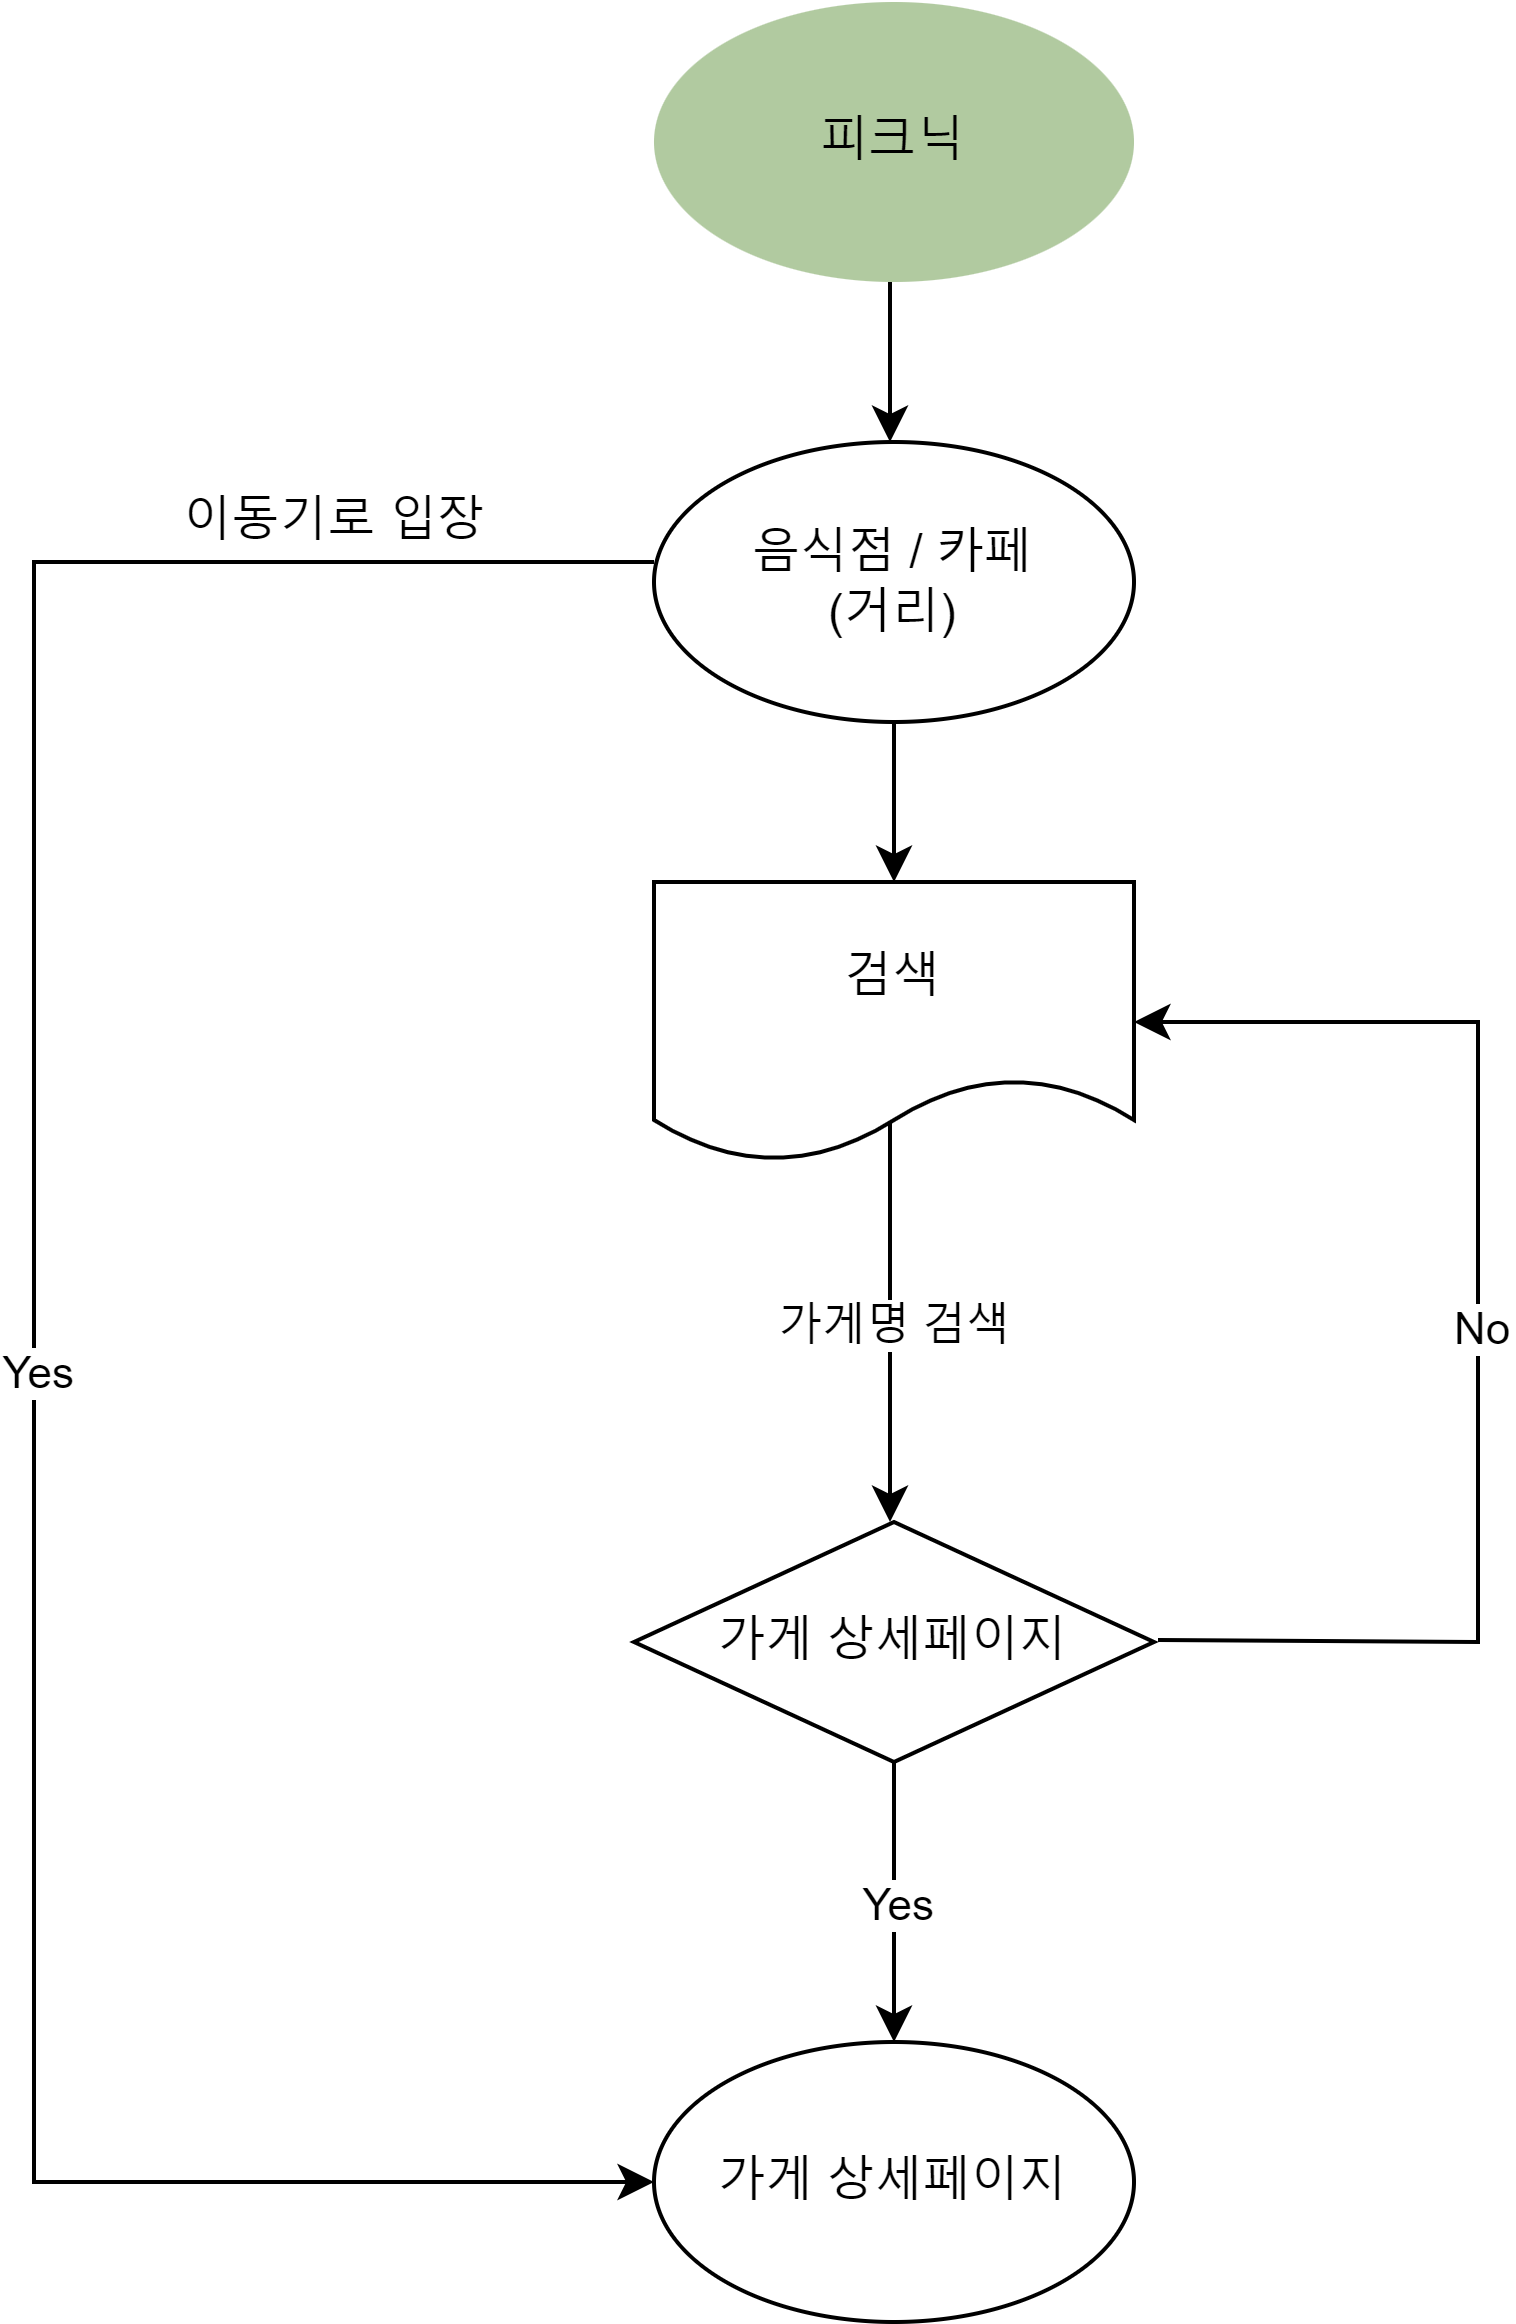 피크닉
이동기로 입장
음식점 / 카페
(거리)
검색
가게명 검색
No
Yes
가게 상세페이지
Yes
가게 상세페이지